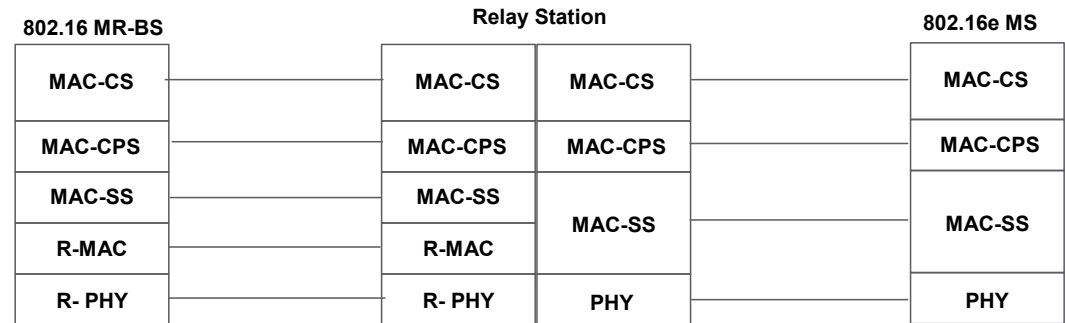 802.16 MR-BS Relay Station 802.16e MS
MAC-CS MAC-CS MAC-CS MAC-CS
MAC-CPS MAC-CPS MAC-CPS MAC-CPS
MAC-SS MAC-SS MAC-SS MAC-SS
R-MAC R-MAC
R- PHY R- PHY PHY PHY